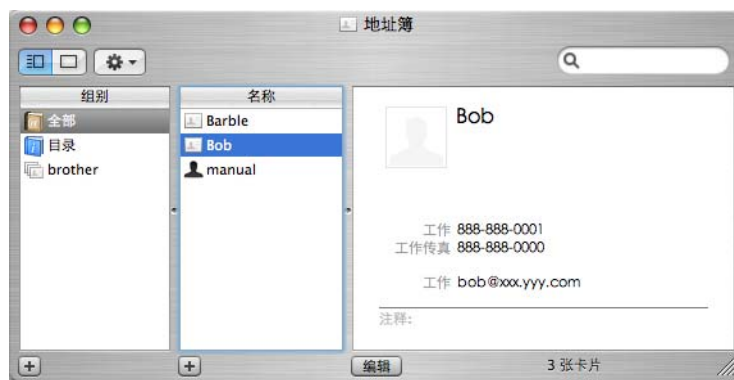 地址簿
组别
全部
目录
brother
名称
Barble
Bob
manual
Bob
工作 888-888-0001
工作传真 888-888-0000
工作 bob@xxx.yyy.com
注释:
编辑
3 张卡片